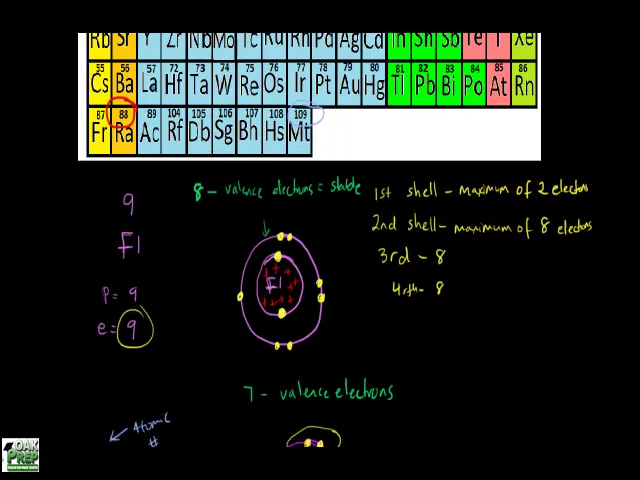 Rb Sr Y Zr Nb Mo Tc Ru Rh Pd Ag Cd In Sn Sb Te I Xe
55 56 57 72 73 74 75 76 77 78 79 80 81 82 83 84 85 86
Cs Ba La Hf Ta W Re Os Ir Pt Au Hg Tl Pb Bi Po At Rn
87 88 89 104 105 106 107 108 109
Fr Ra Ac Rf Db Sg Bh Hs Mt
9
Fl
p = 9
e = 9
8 - valence electrons = stable
Fl
7 - valence electrons
1st shell - maximum of 2 electons
2nd shell - maximum of 8 electons
3rd - 8
4rth - 8
Atomic
#
OAK
PREP